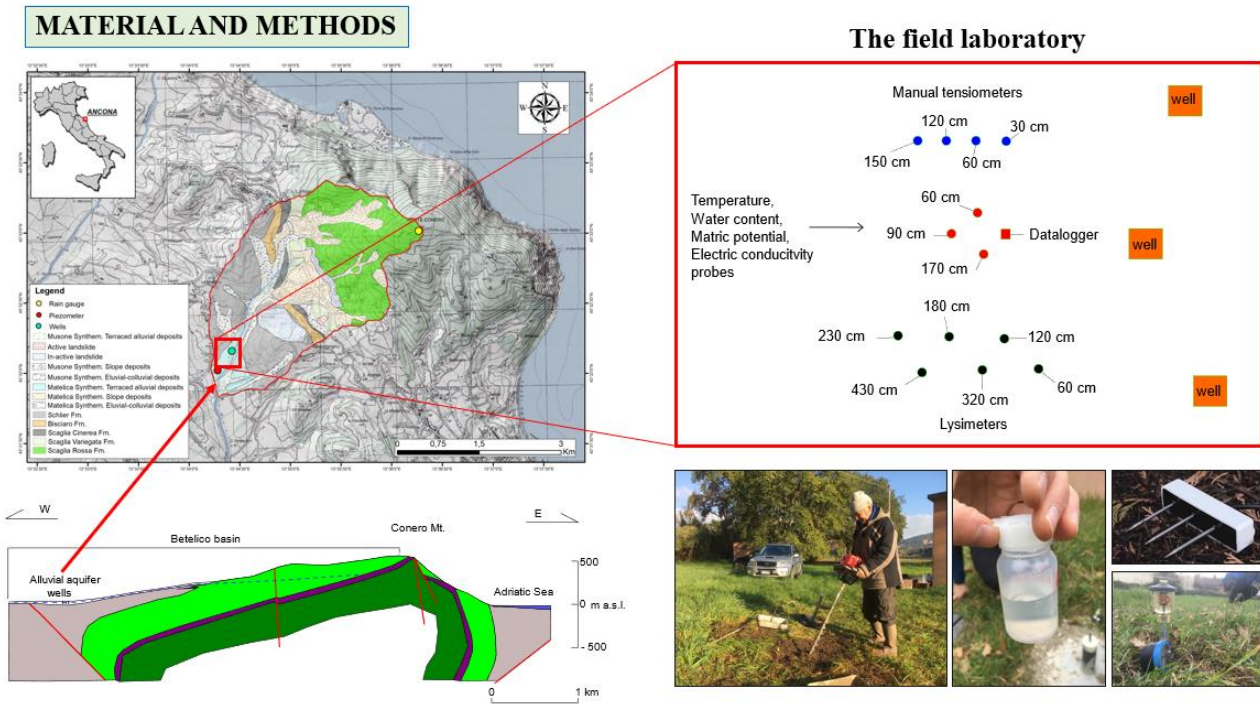 MATERIAL AND METHODS
ANCONA
N
W
E
S
MONTE CONERO
Legend
Rain gauge
Piezometer
Wells
Musone Synthem. Terraced alluvial deposits
Active landslide
In-active landslide
Musone Synthem. Slope deposits
Musone Synthem. Eluvial-colluvial deposits
Matelica Synthem. Terraced alluvial deposits
Matelica Synthem. Slope deposits
Matelica Synthem. Eluvial-colluvial deposits
Schlier Fm.
Bisciaro Fm.
Scaglia Cinerea Fm.
Scaglia Variegata Fm.
Scaglia Rossa Fm.
0 0,75 1,5 3
Km
The field laboratory
Manual tensiometers
well
120 cm
30 cm
150 cm
60 cm
Temperature,
Water content,
Matric potential,
Electric conducitvity
probes
60 cm
90 cm
Datalogger
170 cm
well
180 cm
230 cm
120 cm
430 cm
320 cm
60 cm
Lysimeters
well
W
E
Conero Mt.
Betelico basin
Alluvial aquifer
wells
Adriatic Sea
500
0 m a.s.l.
- 500
0 1 km